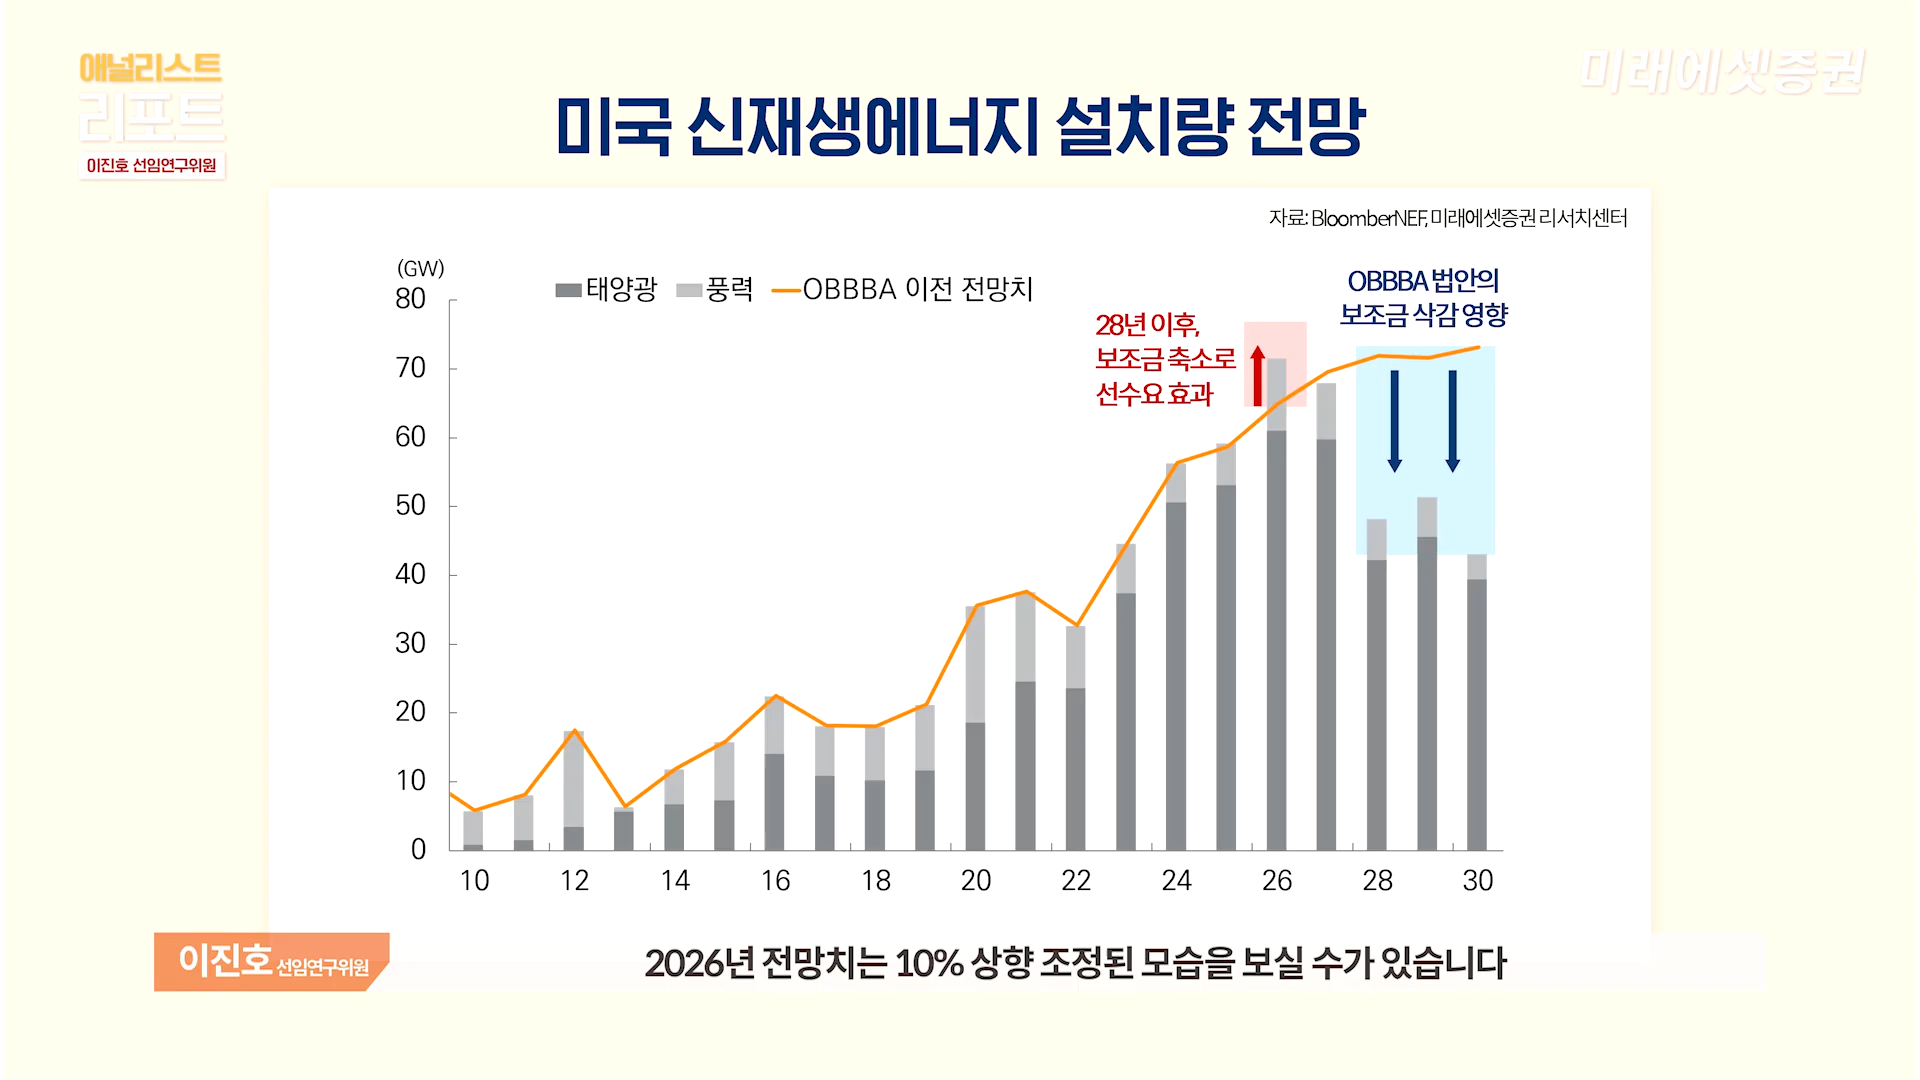 애널리스트
리포트
이진호 선임연구위원
미래에셋증권
미국 신재생에너지 설치량 전망
자료: BloomberNEF, 미래에셋증권 리서치센터
(GW)
태양광 풍력 OBBBA 이전 전망치
28년 이후,
보조금 축소로
선수요 효과
OBBBA 법안의
보조금 삭감 영향
80
70
60
50
40
30
20
10
0
10 12 14 16 18 20 22 24 26 28 30
이진호 선임연구위원
2026년 전망치는 10% 상향 조정된 모습을 보실 수가 있습니다